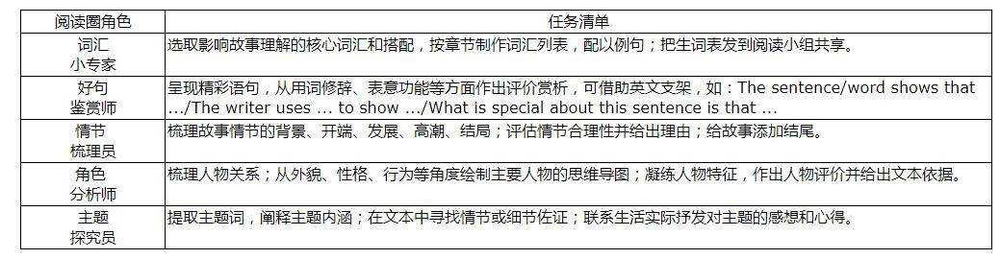 阅读圈角色 任务清单
词汇
小专家
选取影响故事理解的核心词汇和搭配，按章节制作词汇列表，配以例句；把生词表发到阅读小组共享。
好句
鉴赏师
呈现精彩语句，从用词修辞、表意功能等方面作出评价赏析，可借助英文支架，如：The sentence/word shows that
.../The writer uses ... to show .../What is special about this sentence is that ...
情节
梳理员
梳理故事情节的背景、开端、发展、高潮、结局；评估情节合理性并给出理由；给故事添加结尾。
角色
分析师
梳理人物关系；从外貌、性格、行为等角度绘制主要人物的思维导图；凝练人物特征，作出人物评价并给出文本依据。
主题
探究员
提取主题词，阐释主题内涵；在文本中寻找情节或细节佐证；联系生活实际抒发对主题的感想和心得。